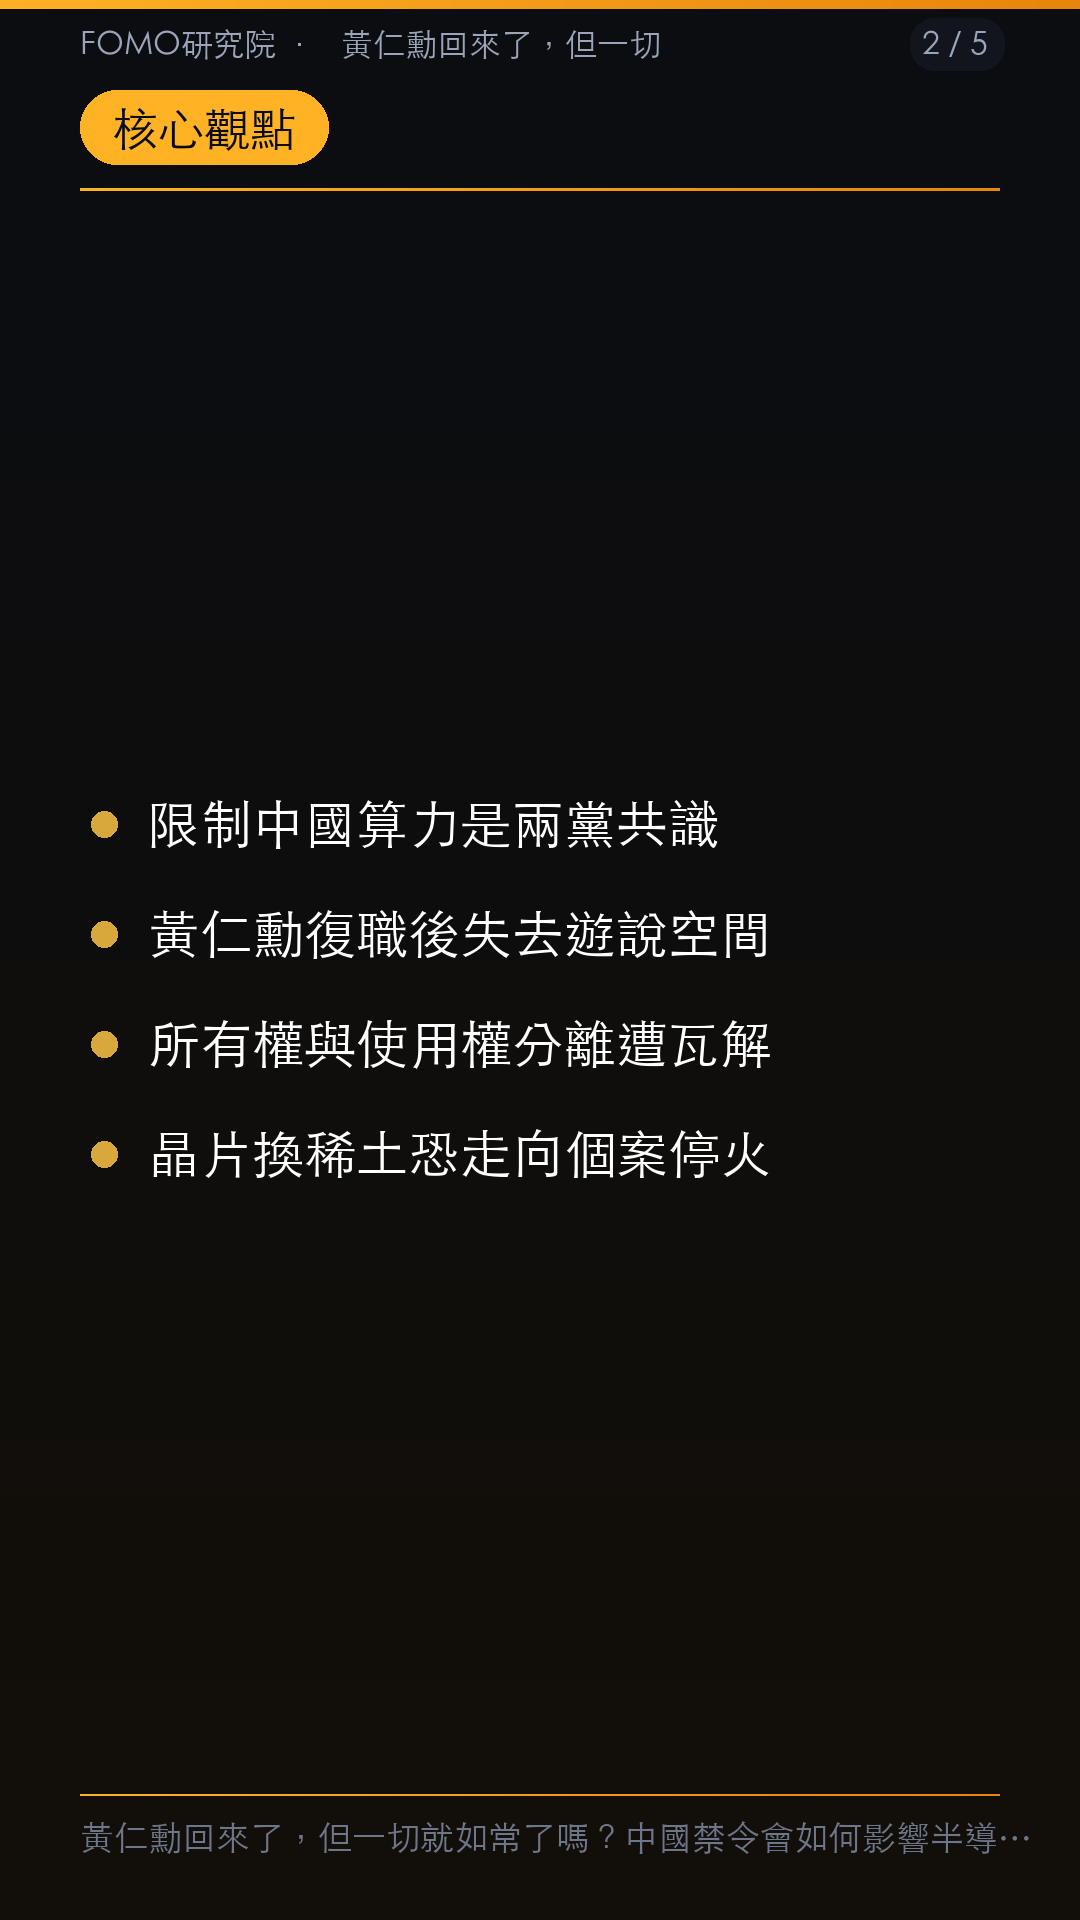 FOMO研究院 · 黃仁勳回來了，但一切
2 / 5
核心觀點
限制中國算力是兩黨共識
黃仁勳復職後失去遊說空間
所有權與使用權分離遭瓦解
晶片換稀土恐走向個案停火
黃仁勳回來了，但一切就如常了嗎？中國禁令會如何影響半導…